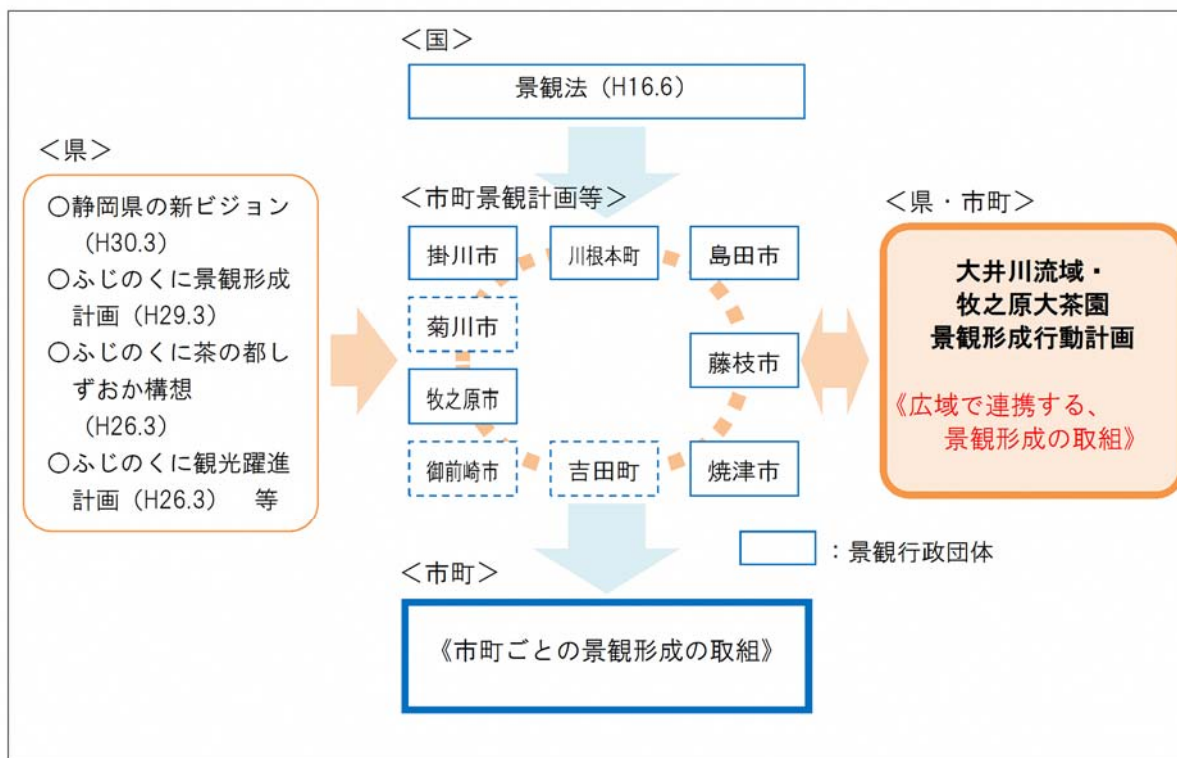 ＜国＞
景観法（H16.6）
＜県＞
○静岡県の新ビジョン
（H30.3）
○ふじのくに景観形成
計画（H29.3）
○ふじのくに茶の都し
ずおか構想
（H26.3）
○ふじのくに観光躍進
計画（H26.3）　等
＜市町景観計画等＞
掛川市
川根本町
島田市
菊川市
藤枝市
牧之原市
御前崎市
吉田町
焼津市
＜県・市町＞
大井川流域・
牧之原大茶園
景観形成行動計画
《広域で連携する、
景観形成の取組》
：景観行政団体
＜市町＞
《市町ごとの景観形成の取組》